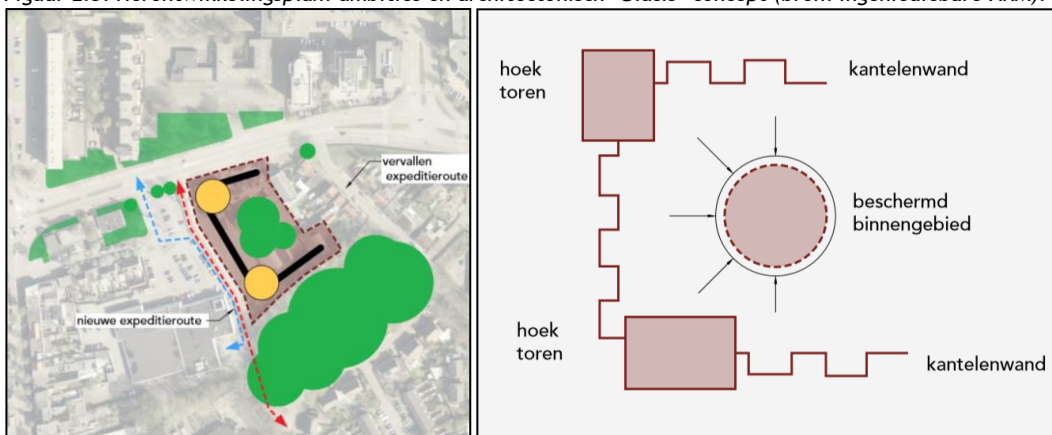 vervallen
expeditieroute
nieuwe expeditieroute
hoek
toren
kantelenwand
beschermd
binnengebied
hoek
toren
kantelenwand